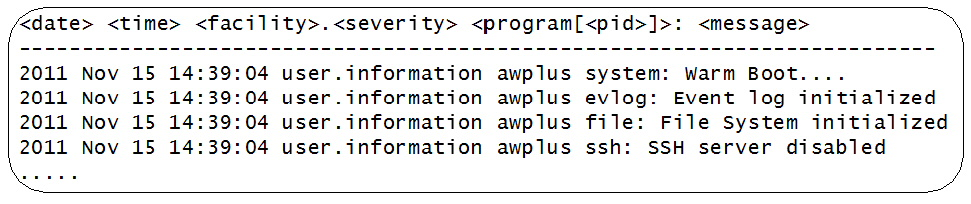 <date> <time> <facility>.<severity> <program[<pid>]>: <message>
-------------------------------------------------------------------------
2011 Nov 15 14:39:04 user.information awplus system: Warm Boot....
2011 Nov 15 14:39:04 user.information awplus evlog: Event log initialized
2011 Nov 15 14:39:04 user.information awplus file: File System initialized
2011 Nov 15 14:39:04 user.information awplus ssh: SSH server disabled
.....